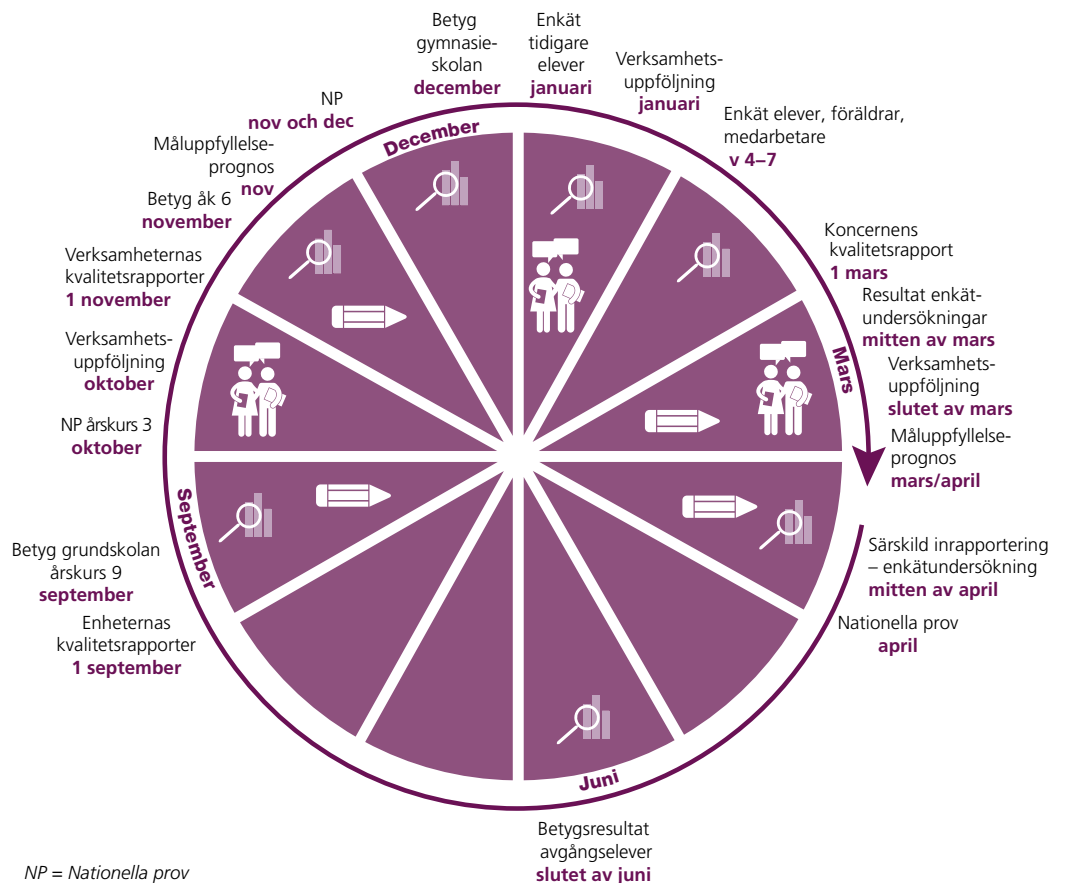 Betyg
gymnasie-
skolan
december
Enkät
tidigare
elever
januari
Verksamhets-
uppföljning
januari
Enkät elever, föräldrar,
medarbetare
v 4–7
Koncernens
kvalitetsrapport
1 mars
Resultat enkät-
undersökningar
mitten av mars
Verksamhets-
uppföljning
slutet av mars
Måluppfyllelse-
prognos
mars/april
Särskild inrapportering
– enkätundersökning
mitten av april
Nationella prov
april
Betygsresultat
avgångselever
slutet av juni
Enheternas
kvalitetsrapporter
1 september
Betyg grundskolan
årskurs 9
september
NP årskurs 3
oktober
Verksamhets-
uppföljning
oktober
Verksamheternas
kvalitetsrapporter
1 november
Betyg åk 6
november
Måluppfyllelse-
prognos
nov
NP
nov och dec
December
Mars
Juni
September
NP = Nationella prov